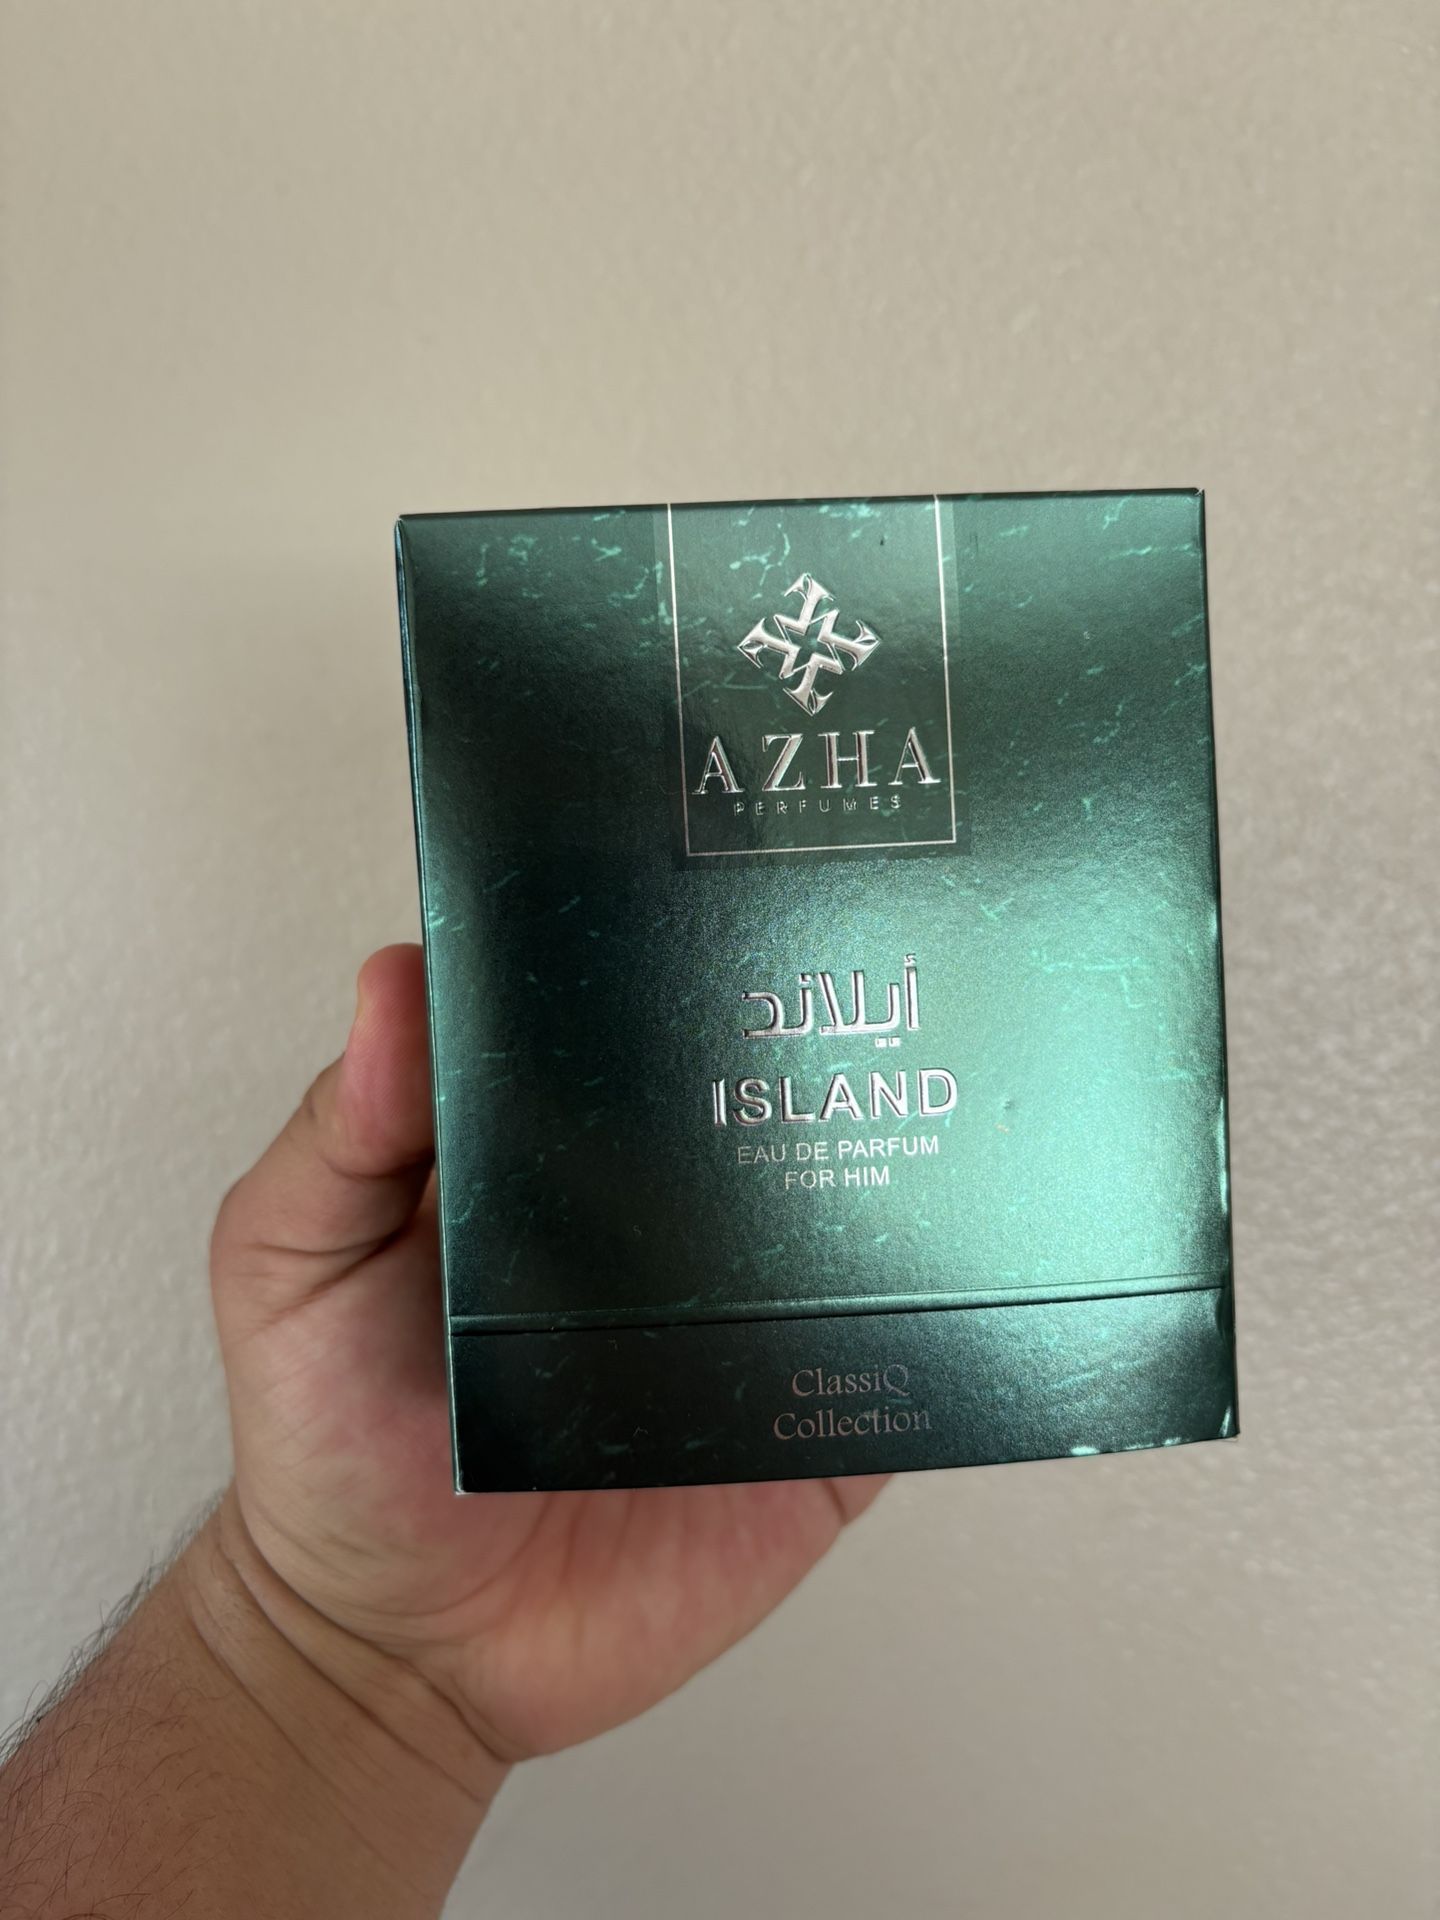 AZHA
PERFUMES
أيلاند
ISLAND
EAU DE PARFUM
FOR HIM
ClassiQ
Collection